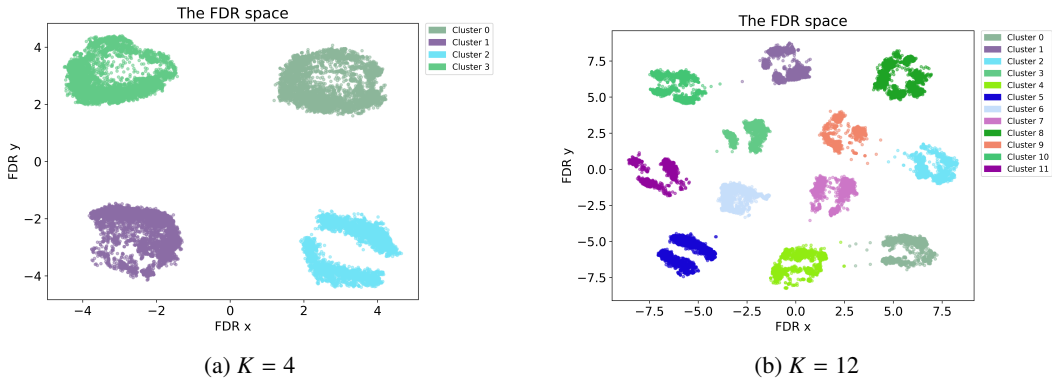 The FDR space
4
2
0
−2
−4
−4
−2
0
2
4
FDR y
FDR x
Cluster 0
Cluster 1
Cluster 2
Cluster 3
(a) K = 4
The FDR space
7.5
5.0
2.5
0.0
−2.5
−5.0
−7.5
−7.5
−5.0
−2.5
0.0
2.5
5.0
7.5
FDR y
FDR x
Cluster 0
Cluster 1
Cluster 2
Cluster 3
Cluster 4
Cluster 5
Cluster 6
Cluster 7
Cluster 8
Cluster 9
Cluster 10
Cluster 11
(b) K = 12